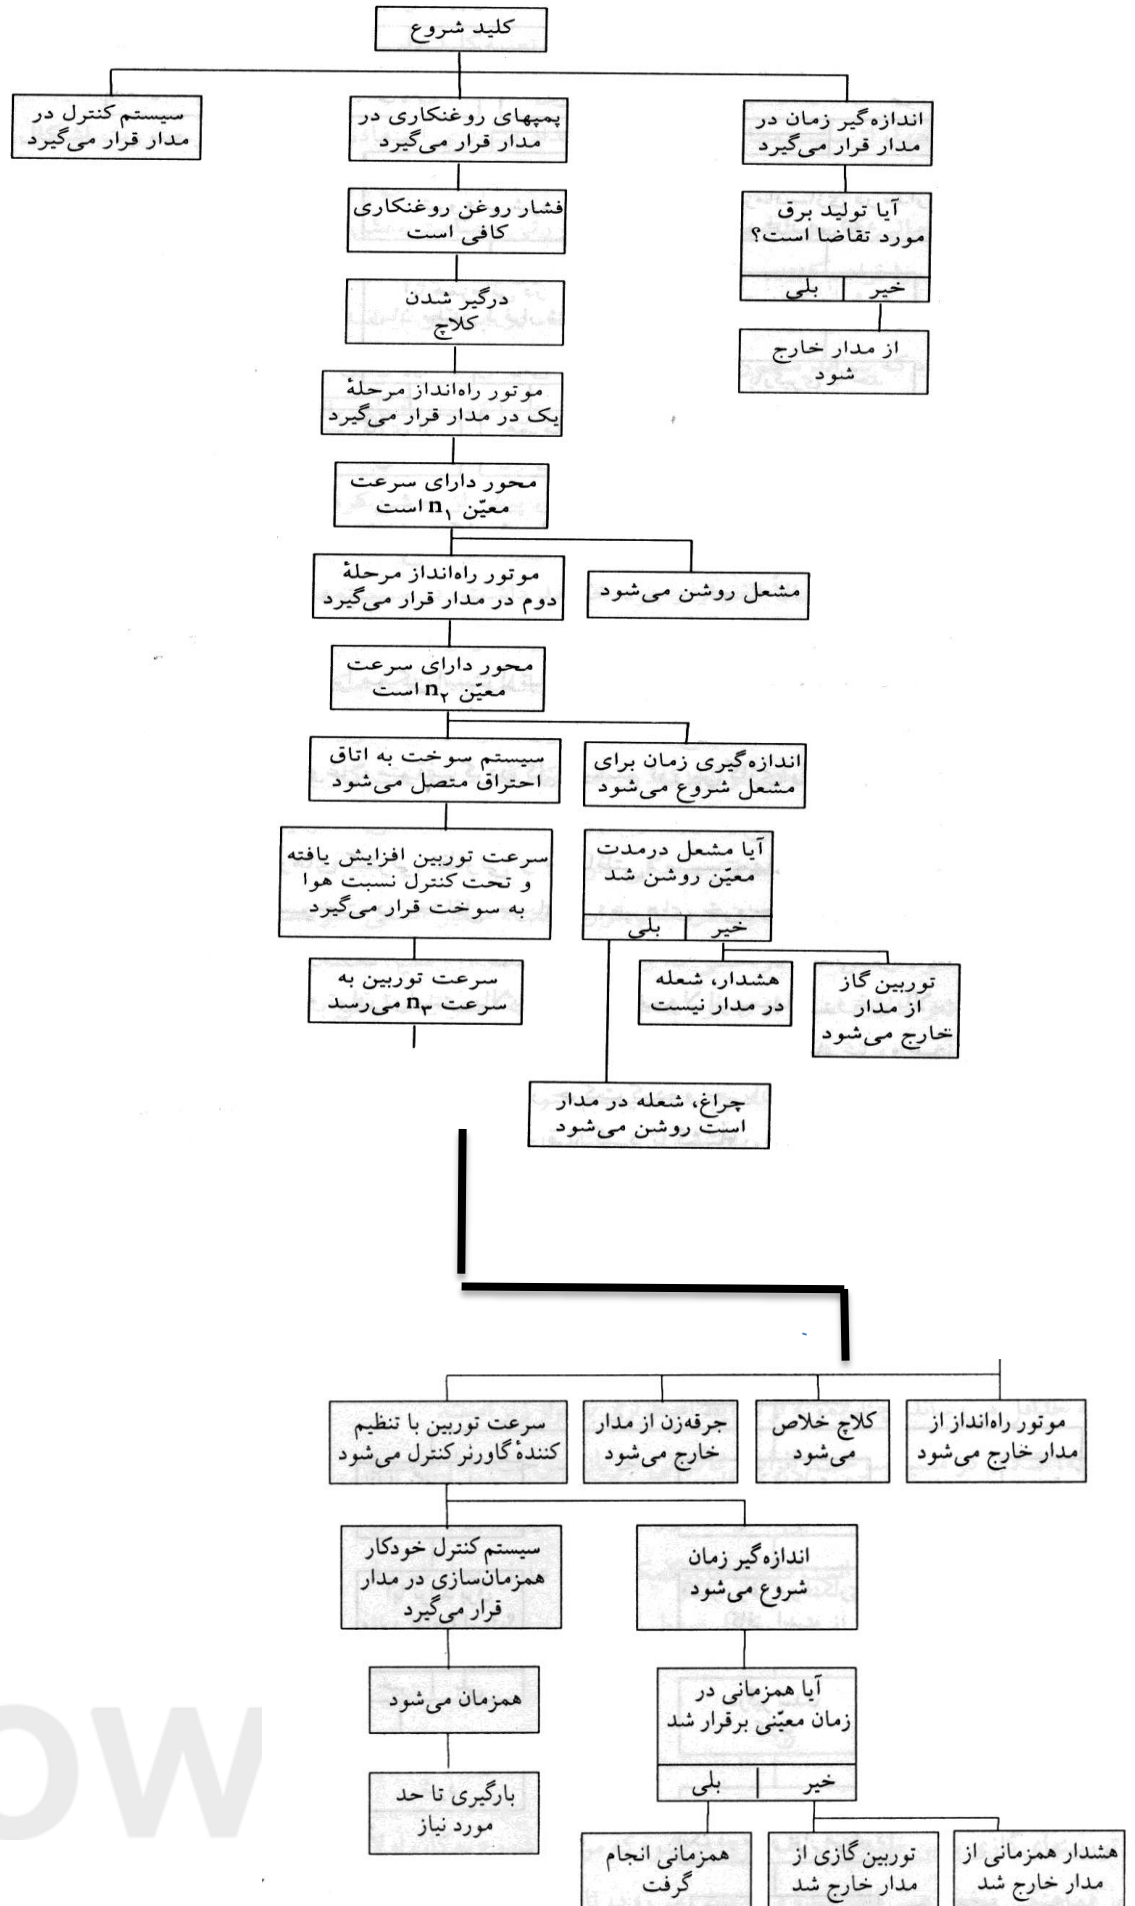 کلید شروع
اندازه‌گیر زمان در
مدار قرار می‌گیرد
پمپهای روغنکاری در
مدار قرار می‌گیرد
سیستم کنترل در
مدار قرار می‌گیرد
آیا تولید برق
مورد تقاضا است؟
خیر
بلی
از مدار خارج
شود
فشار روغن روغنکاری
کافی است
درگیر شدن
کلاچ
موتور راه‌انداز مرحلهٔ
یک در مدار قرار می‌گیرد
محور دارای سرعت
معیّن n۱ است
مشعل روشن می‌شود
موتور راه‌انداز مرحلهٔ
دوم در مدار قرار می‌گیرد
محور دارای سرعت
معیّن n۲ است
اندازه‌گیری زمان برای
مشعل شروع می‌شود
سیستم سوخت به اتاق
احتراق متصل می‌شود
آیا مشعل درمدت
معیّن روشن شد
خیر
بلی
سرعت توربین افزایش یافته
و تحت کنترل نسبت هوا
به سوخت قرار می‌گیرد
توربین گاز
از مدار
خارج می‌شود
هشدار، شعله
در مدار نیست
سرعت توربین به
سرعت n۳ می‌رسد
چراغ، شعله در مدار
است روشن می‌شود
موتور راه‌انداز از
مدار خارج می‌شود
کلاچ خلاص
می‌شود
جرقه‌زن از مدار
خارج می‌شود
سرعت توربین با تنظیم
کنندهٔ گاورنر کنترل می‌شود
اندازه‌گیر زمان
شروع می‌شود
سیستم کنترل خودکار
همزمان‌سازی در مدار
قرار می‌گیرد
آیا همزمانی در
زمان معیّنی برقرار شد
خیر
بلی
همزمان می‌شود
بارگیری تا حد
مورد نیاز
هشدار همزمانی از
مدار خارج شد
توربین گازی از
مدار خارج شد
همزمانی انجام
گرفت
OW